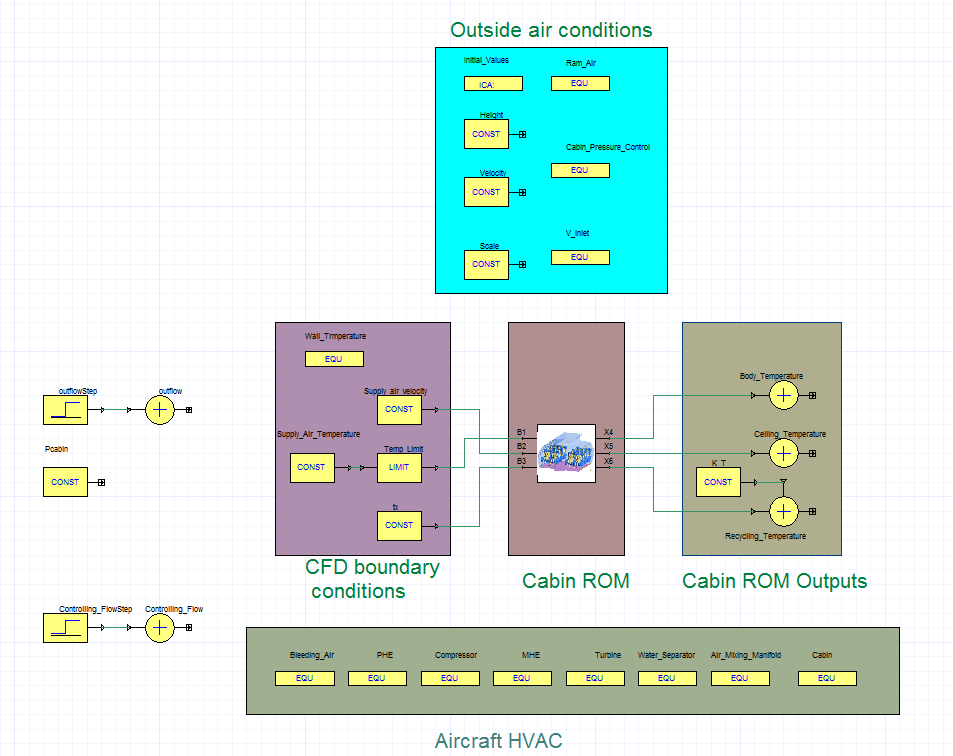 Outside air conditions
Initial_Values
Ram_Air
ICA:
EQU
Height
CONST
Cabin_Pressure_Control
EQU
Velocity
CONST
V_Inlet
Scale
EQU
CONST
Wall_Trmperature
EQU
Supply_air_velocity
CONST
Supply_Air_Temperature
Temp_Limit
CONST
LIMIT
tx
CONST
CFD boundary
conditions
B1
B2
B3
X4
X5
X6
Cabin ROM
Body_Temperature
Ceiling_Temperature
K_T
CONST
Recycling_Temperature
Cabin ROM Outputs
outflowStep
outflow
Pcabin
CONST
Controlling_FlowStep
Controlling_Flow
Bleeding_Air
PHE
Compressor
MHE
Turbine
Water_Separator
Air_Mixing_Manifold
Cabin
EQU
EQU
EQU
EQU
EQU
EQU
EQU
EQU
Aircraft HVAC